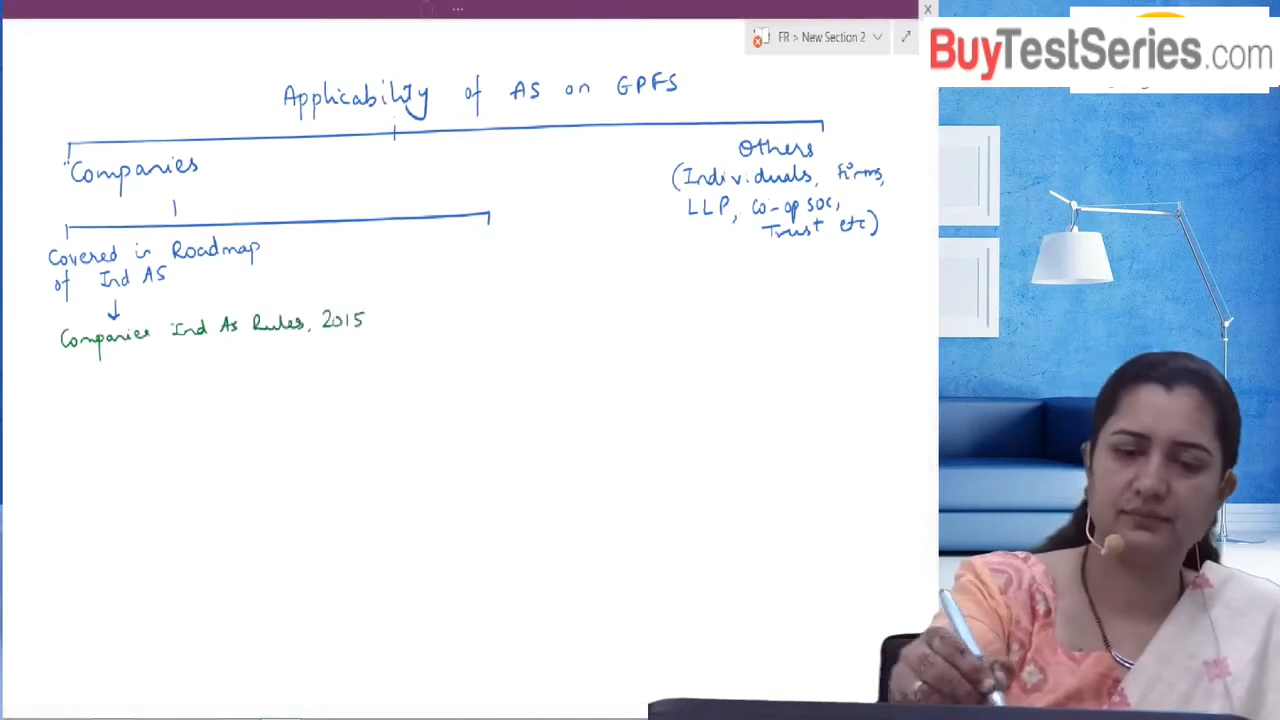 ...
x
FR > New Section 2
BuyTestSeries.com
Applicability of AS on GPFS
Companies
Others
(Individuals, Firms,
LLP, Co-op soc,
Trust etc)
Covered in Roadmap
of Ind AS
Companies Ind As Rules, 2015